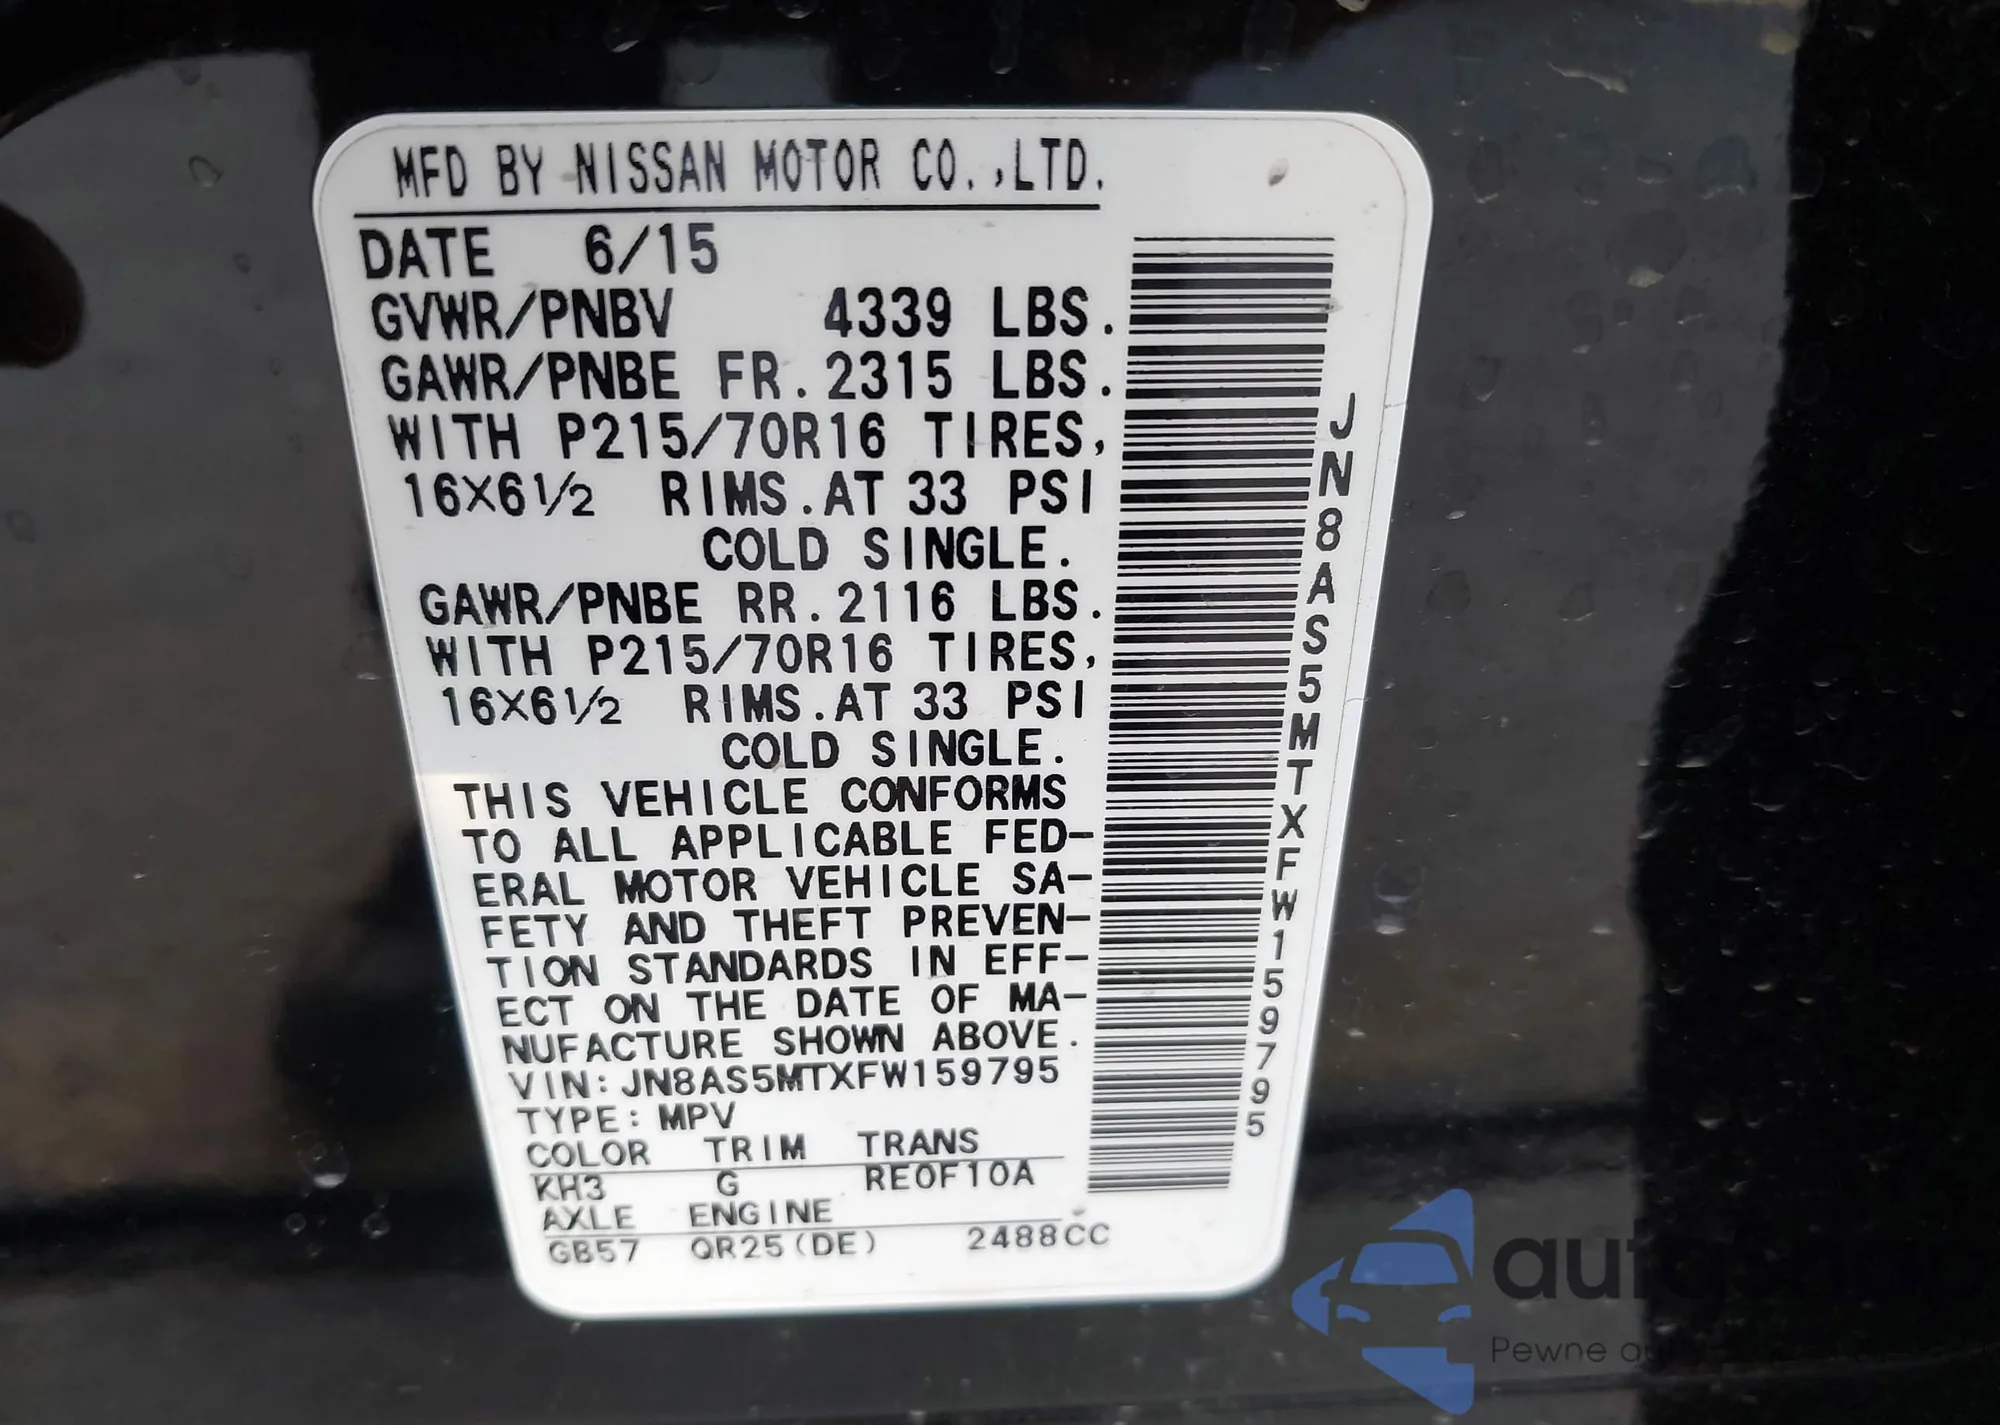 MFD BY NISSAN MOTOR CO.,LTD.
DATE 6/15
GVWR/PNBV 4339 LBS.
GAWR/PNBE FR.2315 LBS.
WITH P215/70R16 TIRES,
16X6½ RIMS.AT 33 PSI
COLD SINGLE.
GAWR/PNBE RR.2116 LBS.
WITH P215/70R16 TIRES,
16X6½ RIMS.AT 33 PSI
COLD SINGLE.
THIS VEHICLE CONFORMS
TO ALL APPLICABLE FED-
ERAL MOTOR VEHICLE SA-
FETY AND THEFT PREVEN-
TION STANDARDS IN EFF-
ECT ON THE DATE OF MA-
NUFACTURE SHOWN ABOVE.
VIN:JN8AS5MTXFW159795
TYPE:MPV
COLOR TRIM TRANS
KH3 G RE0F10A
AXLE ENGINE
GB57 QR25(DE) 2488CC
JN8AS5MTXFW159795
Pewne